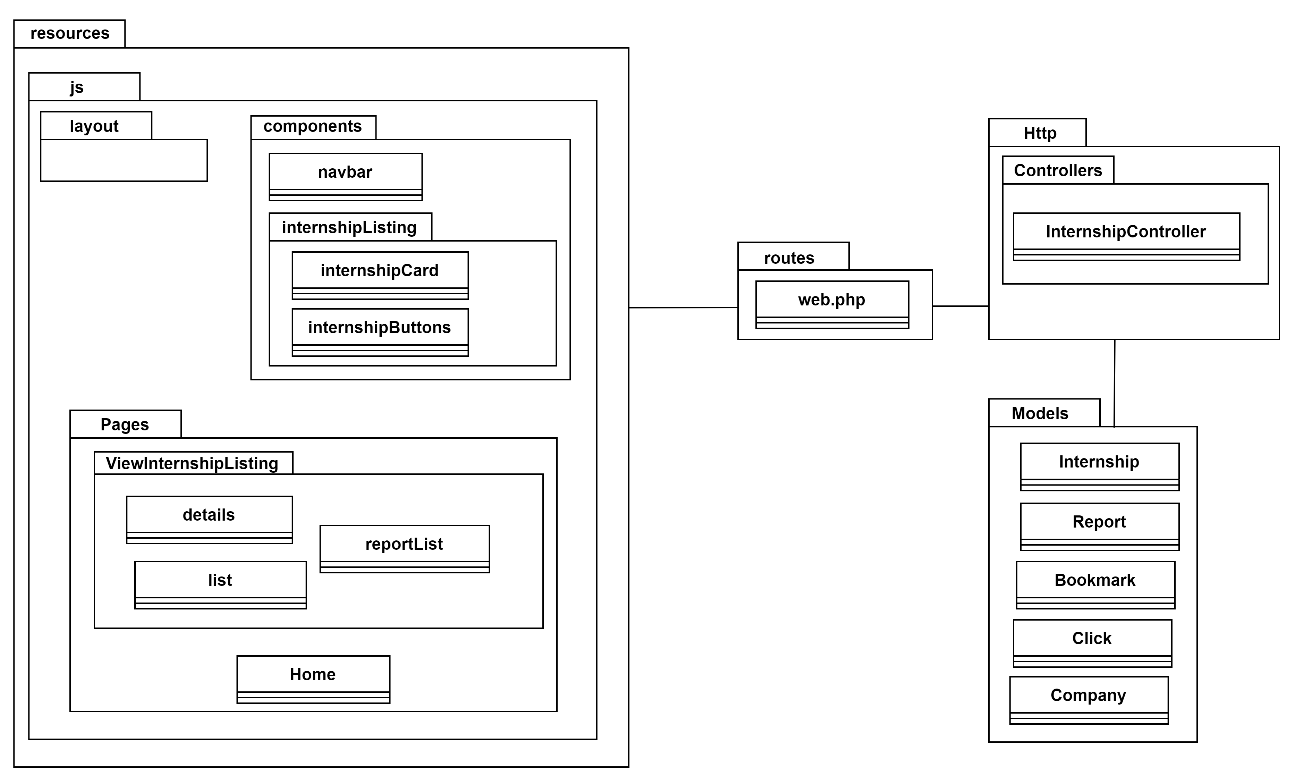 resources
js
layout
components
navbar
internshipListing
internshipCard
internshipButtons
Pages
ViewInternshipListing
details
reportList
list
Home
routes
web.php
Http
Controllers
InternshipController
Models
Internship
Report
Bookmark
Click
Company